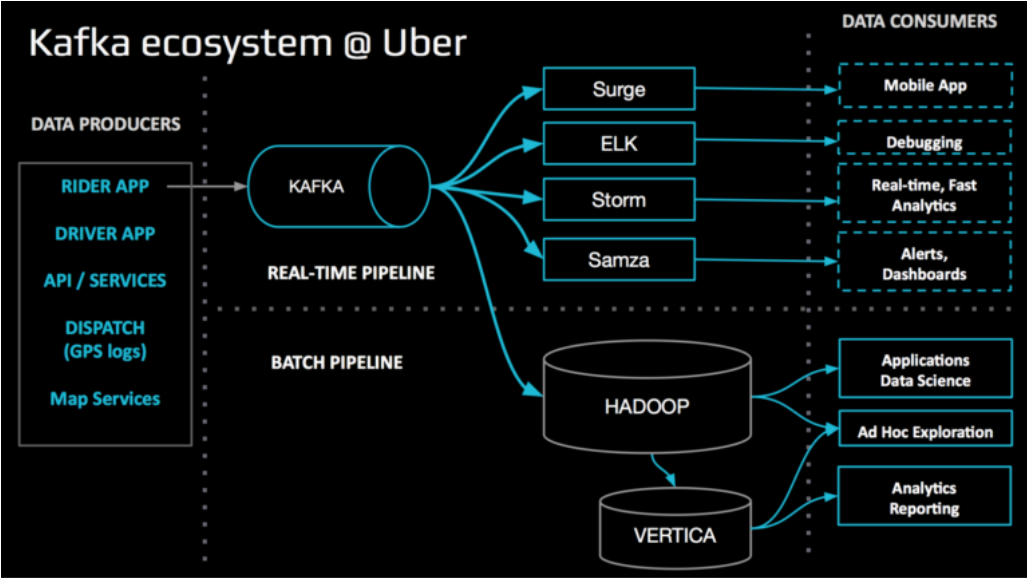 Kafka ecosystem @ Uber
DATA CONSUMERS
DATA PRODUCERS
RIDER APP
DRIVER APP
API / SERVICES
DISPATCH
(GPS logs)
Map Services
KAFKA
REAL-TIME PIPELINE
Surge
ELK
Storm
Samza
Mobile App
Debugging
Real-time, Fast
Analytics
Alerts,
Dashboards
BATCH PIPELINE
HADOOP
VERTICA
Applications
Data Science
Ad Hoc Exploration
Analytics
Reporting